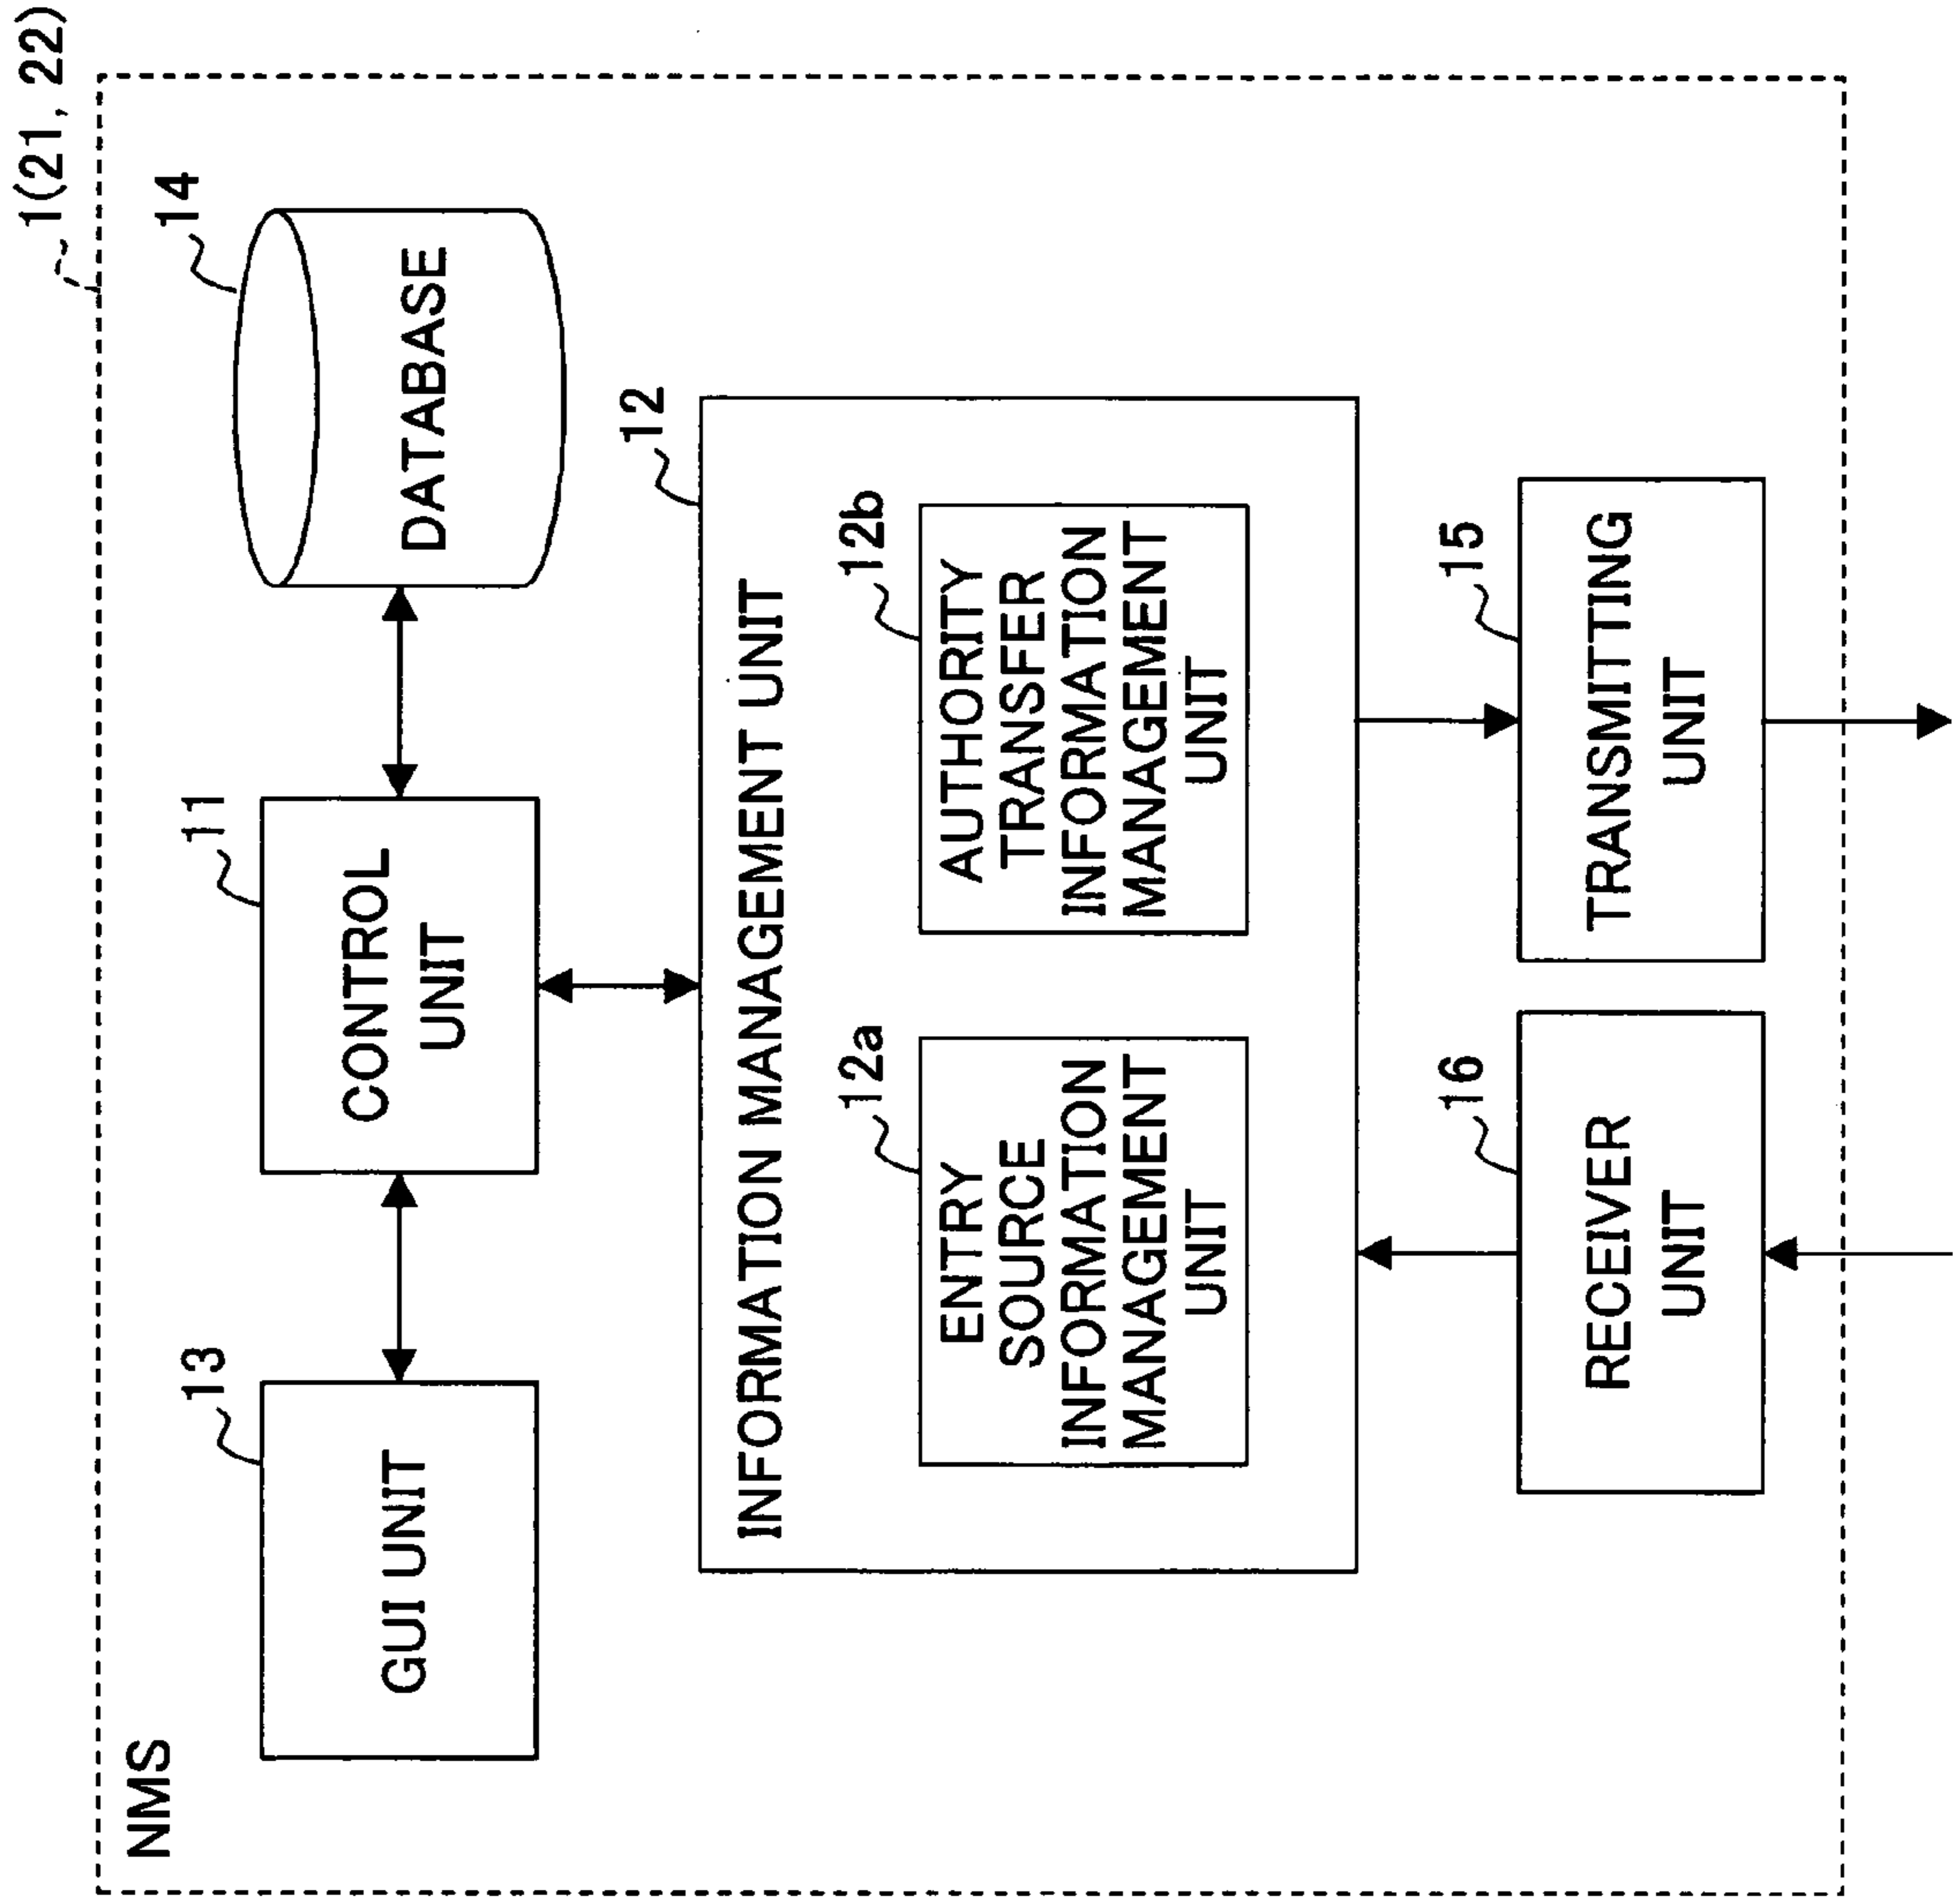 1(21, 22)
NMS
13
GUI UNIT
11
CONTROL
UNIT
14
DATABASE
12
INFORMATION MANAGEMENT UNIT
12a
ENTRY
SOURCE
INFORMATION
MANAGEMENT
UNIT
12b
AUTHORITY
TRANSFER
INFORMATION
MANAGEMENT
UNIT
16
RECEIVER
UNIT
15
TRANSMITTING
UNIT